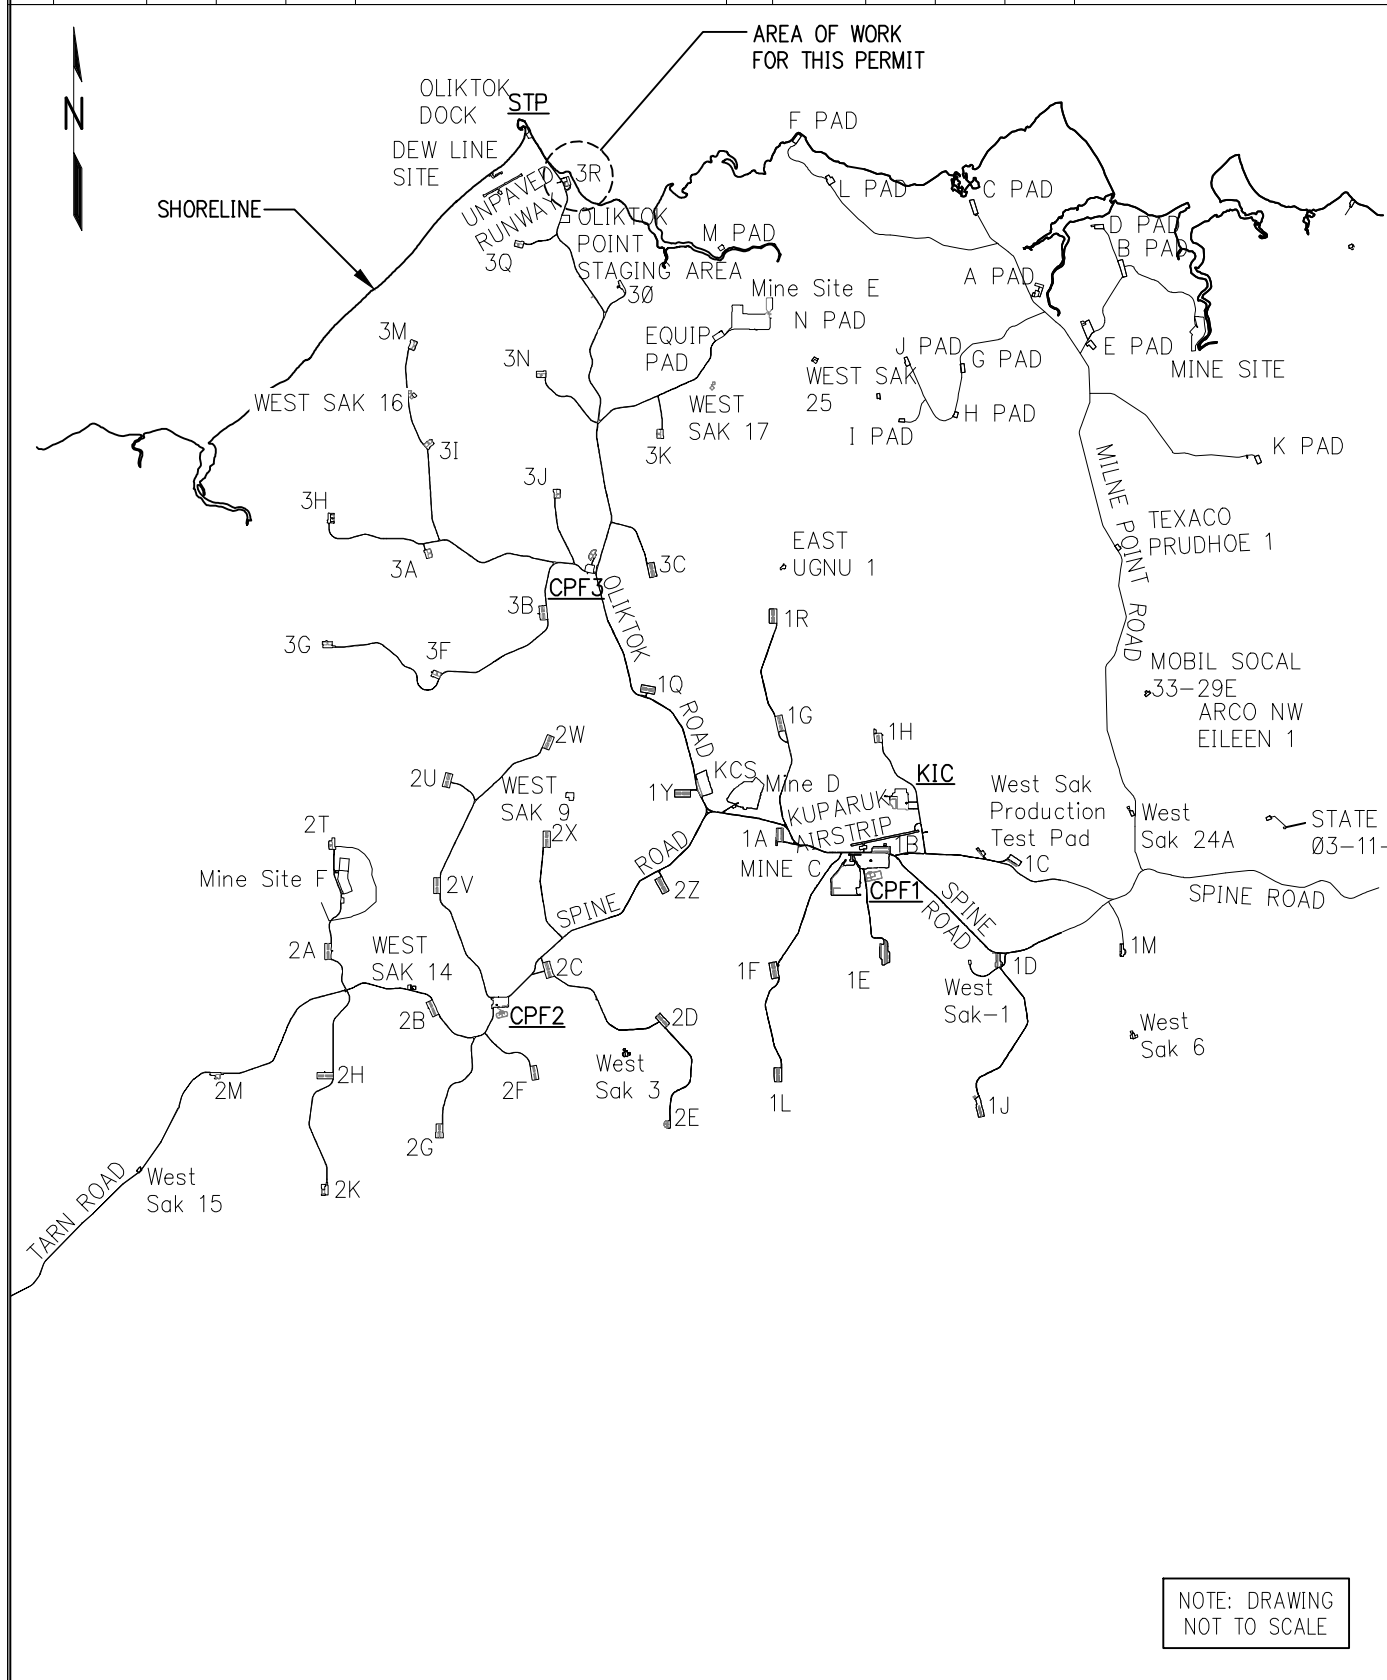 AREA OF WORK
FOR THIS PERMIT
N
OLIKTOK
DOCK
STP
DEW LINE
SITE
3R
UNPAVED
RUNWAY
SHORELINE
OLIKTOK
POINT
STAGING AREA
3Q
3Ø
M PAD
F PAD
L PAD
C PAD
D PAD
B PAD
A PAD
Mine Site E
N PAD
EQUIP
PAD
3M
3N
J PAD
G PAD
E PAD
MINE SITE
WEST SAK
25
WEST SAK 16
WEST
SAK 17
H PAD
I PAD
K PAD
3I
3K
3J
3H
MILNE POINT ROAD
TEXACO
PRUDHOE 1
EAST
UGNU 1
3A
3C
CPF3
OLIKTOK ROAD
3B
1R
3G
3F
MOBIL SOCAL
33-29E
ARCO NW
EILEEN 1
1Q
1G
1H
2W
2U
WEST
SAK 9
KCS
Mine D
KIC
1Y
West Sak
Production
Test Pad
KUPARUK
AIRSTRIP
West
Sak 24A
STATE
Ø3-11-
2T
2X
1A
1B
MINE C
1C
Mine Site F
2V
2Z
CPF1
SPINE ROAD
SPINE
ROAD
SPINE ROAD
2A
WEST
SAK 14
2C
1F
1E
1D
1M
West
Sak-1
2B
CPF2
2D
West
Sak 6
West
Sak 3
2M
2H
2F
1L
1J
2E
2G
2K
West
Sak 15
TARN ROAD
NOTE: DRAWING
NOT TO SCALE